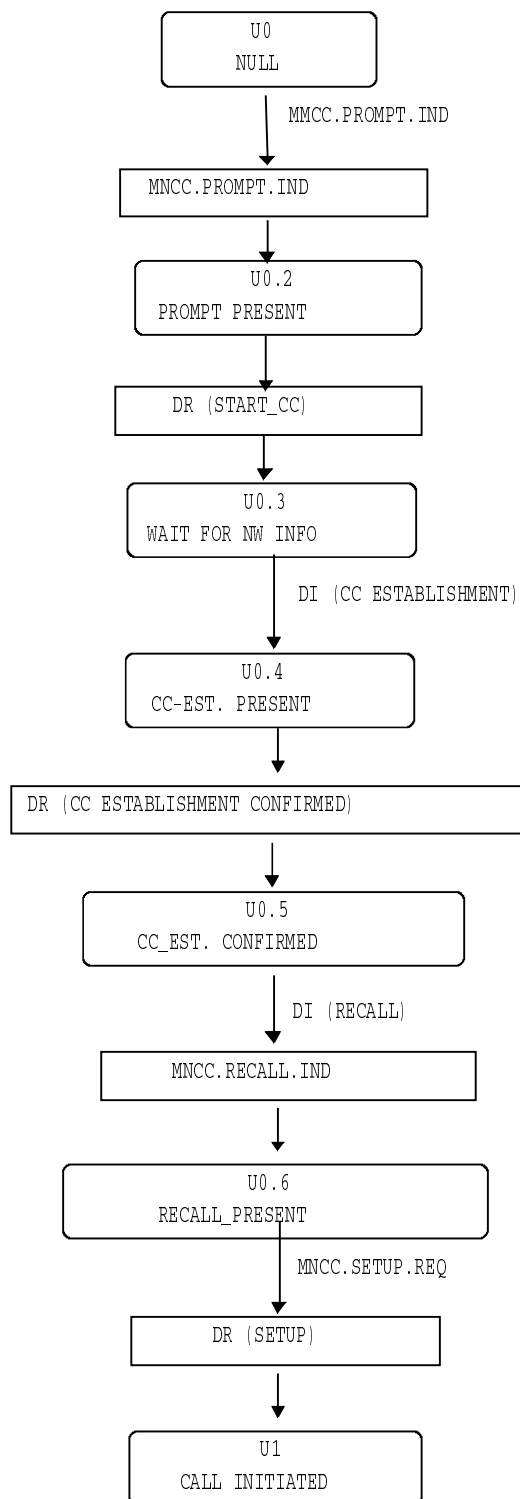 U0
NULL
MMCC.PROMPT.IND
MNCC.PROMPT.IND
U0.2
PROMPT PRESENT
DR (START_CC)
U0.3
WAIT FOR NW INFO
DI (CC ESTABLISHMENT)
U0.4
CC-EST. PRESENT
DR (CC ESTABLISHMENT CONFIRMED)
U0.5
CC_EST. CONFIRMED
DI (RECALL)
MNCC.RECALL.IND
U0.6
RECALL_PRESENT
MNCC.SETUP.REQ
DR (SETUP)
U1
CALL INITIATED